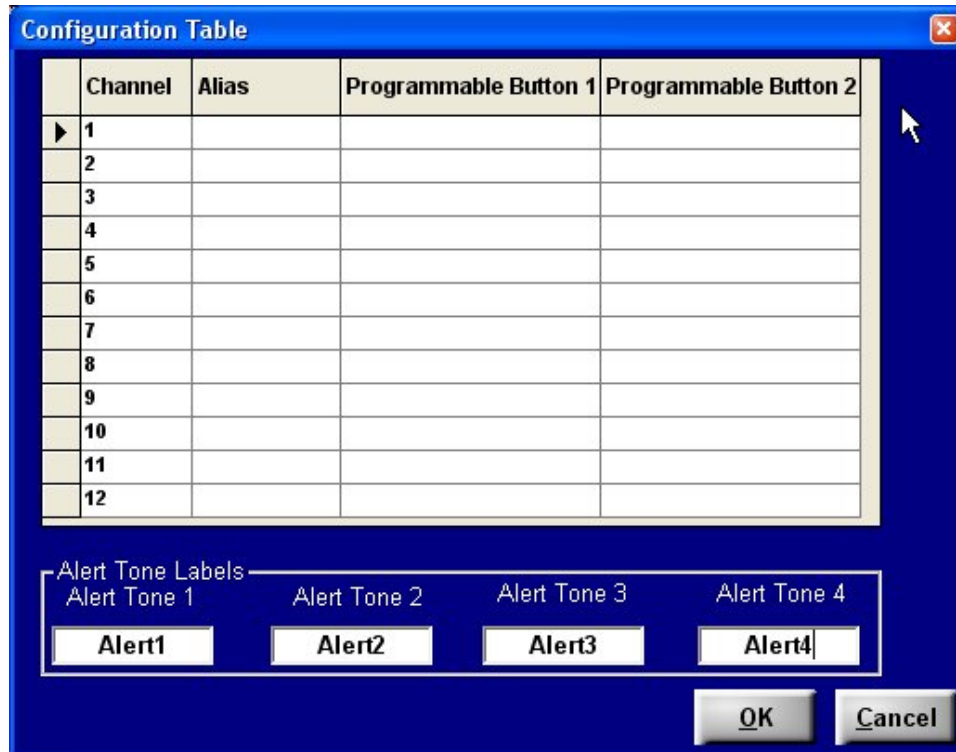 Configuration Table
Channel Alias Programmable Button 1 Programmable Button 2
1
2
3
4
5
6
7
8
9
10
11
12
Alert Tone Labels
Alert Tone 1 Alert Tone 2 Alert Tone 3 Alert Tone 4
Alert1 Alert2 Alert3 Alert4
OK Cancel